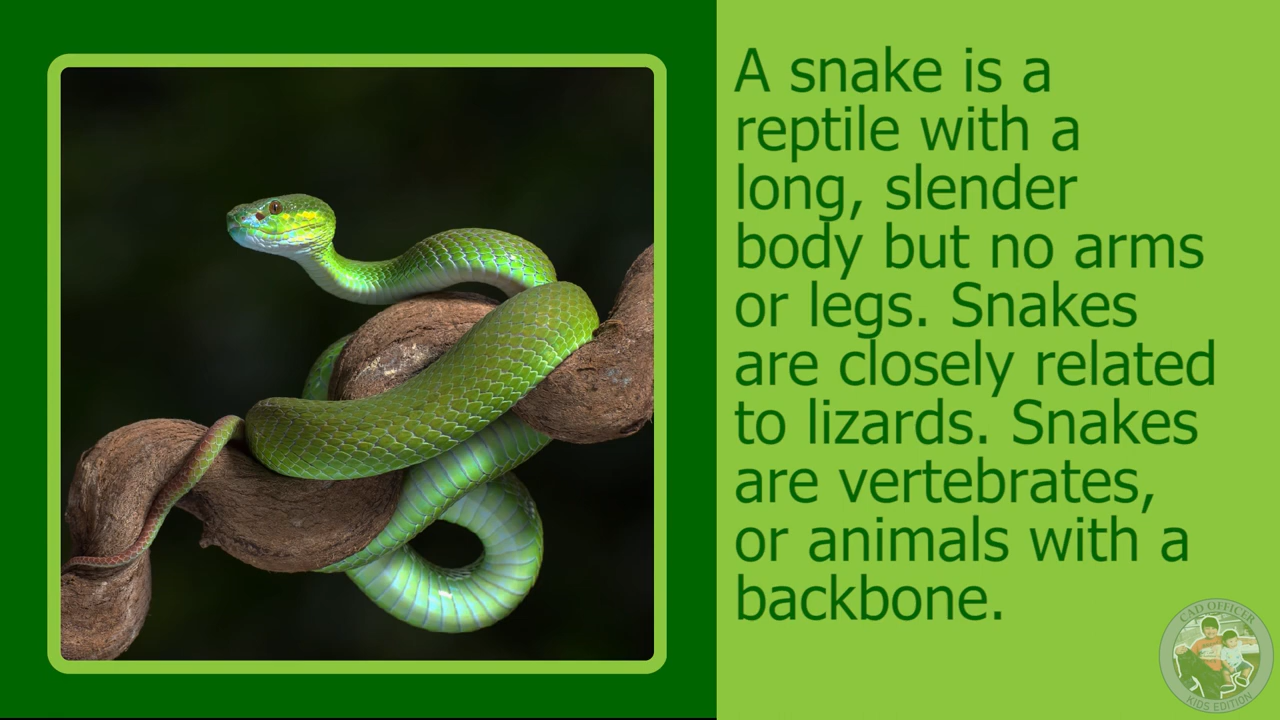 A snake is a
reptile with a
long, slender
body but no arms
or legs. Snakes
are closely related
to lizards. Snakes
are vertebrates,
or animals with a
backbone.
CAD OFFICER
KIDS EDITION